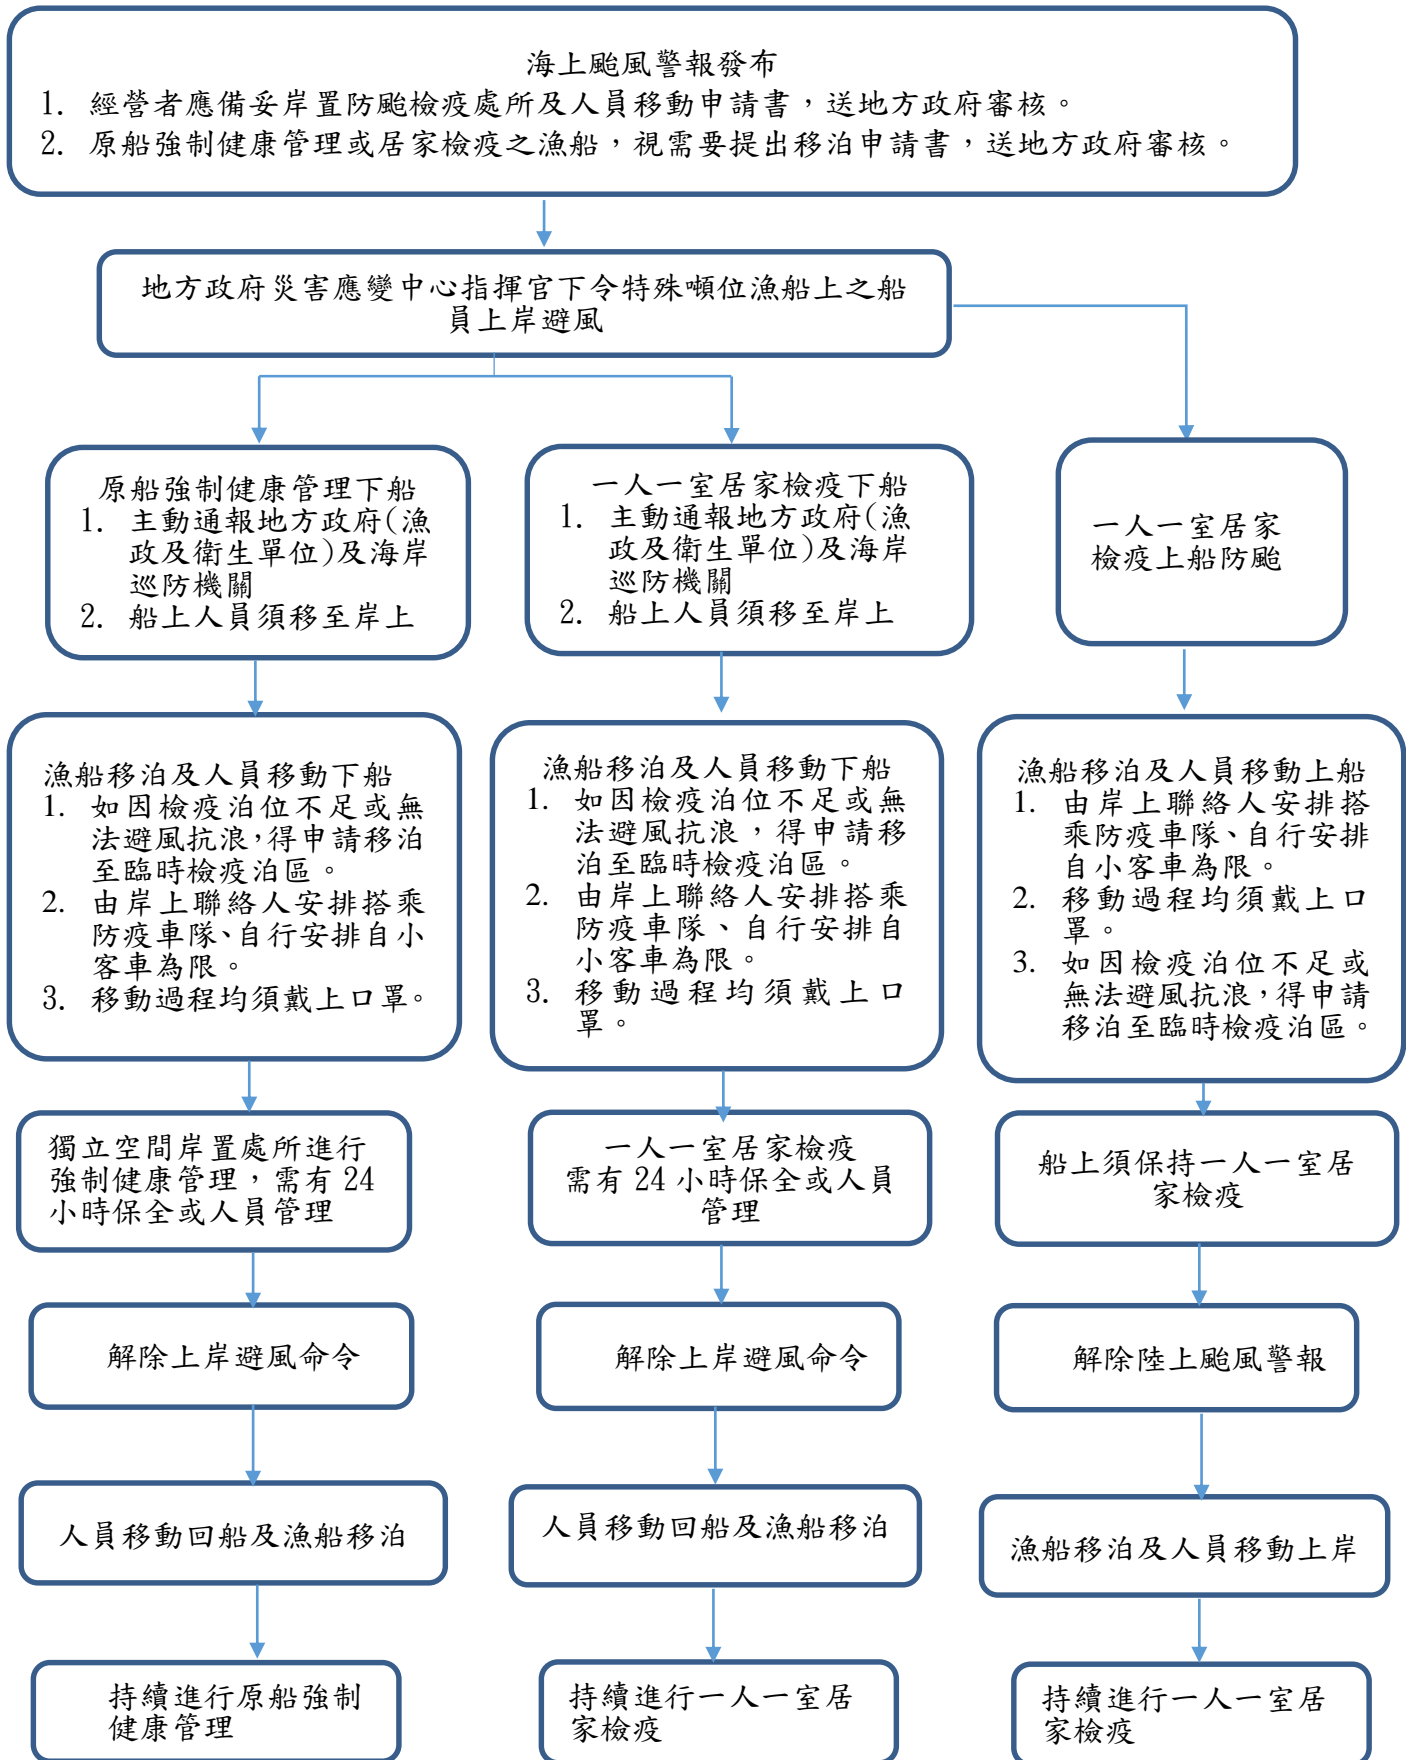 海上颱風警報發布
1. 經營者應備妥岸置防颱檢疫處所及人員移動申請書，送地方政府審核。
2. 原船強制健康管理或居家檢疫之漁船，視需要提出移泊申請書，送地方政府審核。
地方政府災害應變中心指揮官下令特殊噸位漁船上之船
員上岸避風
原船強制健康管理下船
1. 主動通報地方政府(漁
政及衛生單位)及海岸
巡防機關
2. 船上人員須移至岸上
一人一室居家檢疫下船
1. 主動通報地方政府(漁
政及衛生單位)及海岸
巡防機關
2. 船上人員須移至岸上
一人一室居家
檢疫上船防颱
漁船移泊及人員移動下船
1. 如因檢疫泊位不足或無
法避風抗浪，得申請移泊
至臨時檢疫泊區。
2. 由岸上聯絡人安排搭乘
防疫車隊、自行安排自小
客車為限。
3. 移動過程均須戴上口罩。
漁船移泊及人員移動下船
1. 如因檢疫泊位不足或無
法避風抗浪，得申請移
泊至臨時檢疫泊區。
2. 由岸上聯絡人安排搭乘
防疫車隊、自行安排自
小客車為限。
3. 移動過程均須戴上口
罩。
漁船移泊及人員移動上船
1. 由岸上聯絡人安排搭
乘防疫車隊、自行安排
自小客車為限。
2. 移動過程均須戴上口
罩。
3. 如因檢疫泊位不足或
無法避風抗浪，得申請
移泊至臨時檢疫泊區。
獨立空間岸置處所進行
強制健康管理，需有 24
小時保全或人員管理
一人一室居家檢疫
需有 24 小時保全或人員
管理
船上須保持一人一室居
家檢疫
解除上岸避風命令
解除上岸避風命令
解除陸上颱風警報
人員移動回船及漁船移泊
人員移動回船及漁船移泊
漁船移泊及人員移動上岸
持續進行原船強制
健康管理
持續進行一人一室居
家檢疫
持續進行一人一室居
家檢疫